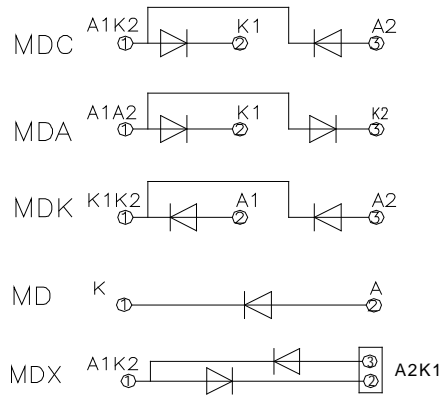 MDC A1K2 1 K1 2 A2 3
MDA A1A2 1 K1 2 K2 3
MDK K1K2 1 A1 2 A2 3
MD K 1 A 2
MDX A1K2 1 3 2 A2K1